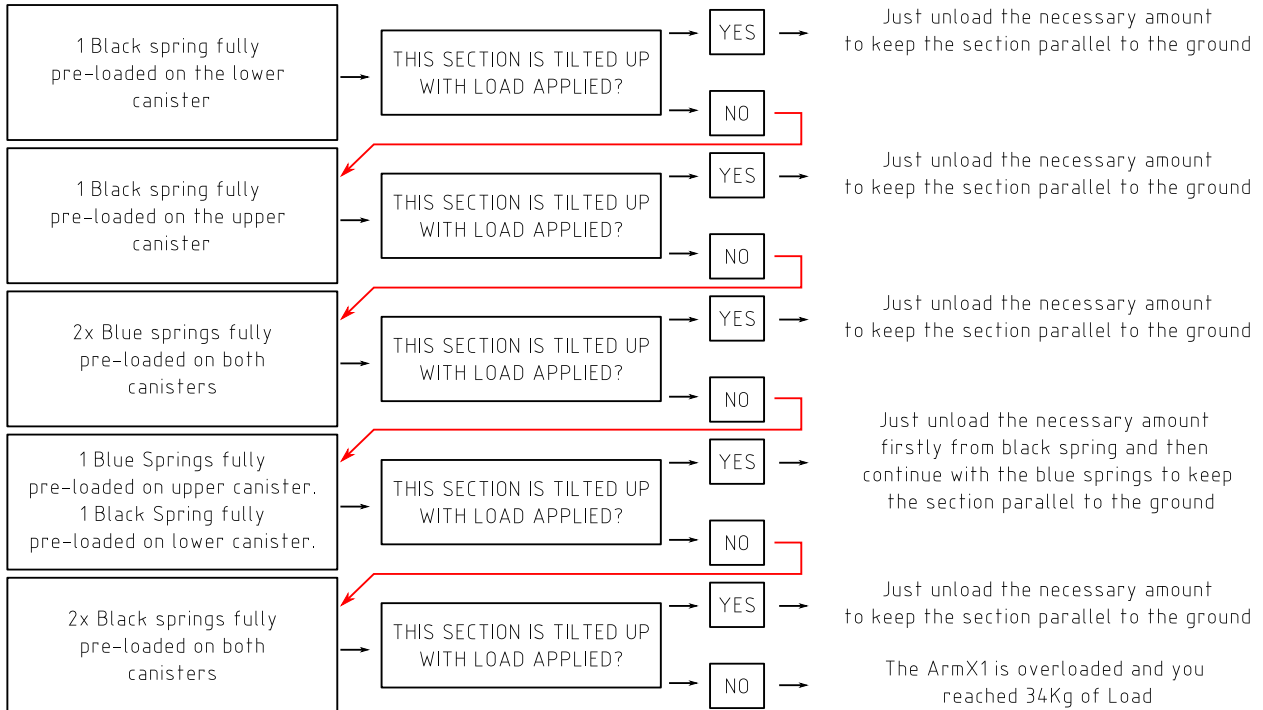 1 Black spring fully
pre-loaded on the lower
canister
THIS SECTION IS TILTED UP
WITH LOAD APPLIED?
YES
Just unload the necessary amount
to keep the section parallel to the ground
NO
1 Black spring fully
pre-loaded on the upper
canister
THIS SECTION IS TILTED UP
WITH LOAD APPLIED?
YES
Just unload the necessary amount
to keep the section parallel to the ground
NO
2x Blue springs fully
pre-loaded on both
canisters
THIS SECTION IS TILTED UP
WITH LOAD APPLIED?
YES
Just unload the necessary amount
to keep the section parallel to the ground
NO
1 Blue Springs fully
pre-loaded on upper canister.
1 Black Spring fully
pre-loaded on lower canister.
THIS SECTION IS TILTED UP
WITH LOAD APPLIED?
YES
Just unload the necessary amount
firstly from black spring and then
continue with the blue springs to keep
the section parallel to the ground
NO
2x Black springs fully
pre-loaded on both
canisters
THIS SECTION IS TILTED UP
WITH LOAD APPLIED?
YES
Just unload the necessary amount
to keep the section parallel to the ground
NO
The ArmX1 is overloaded and you
reached 34Kg of Load